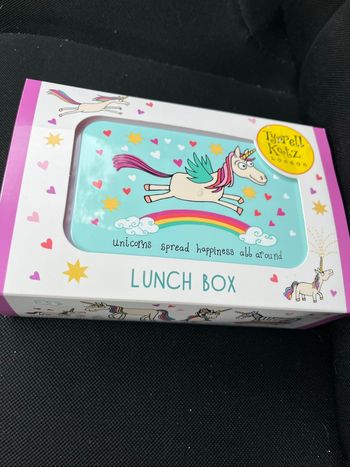 Tyrrell
Katz
LONDON
unicorns spread happiness all around
LUNCH BOX